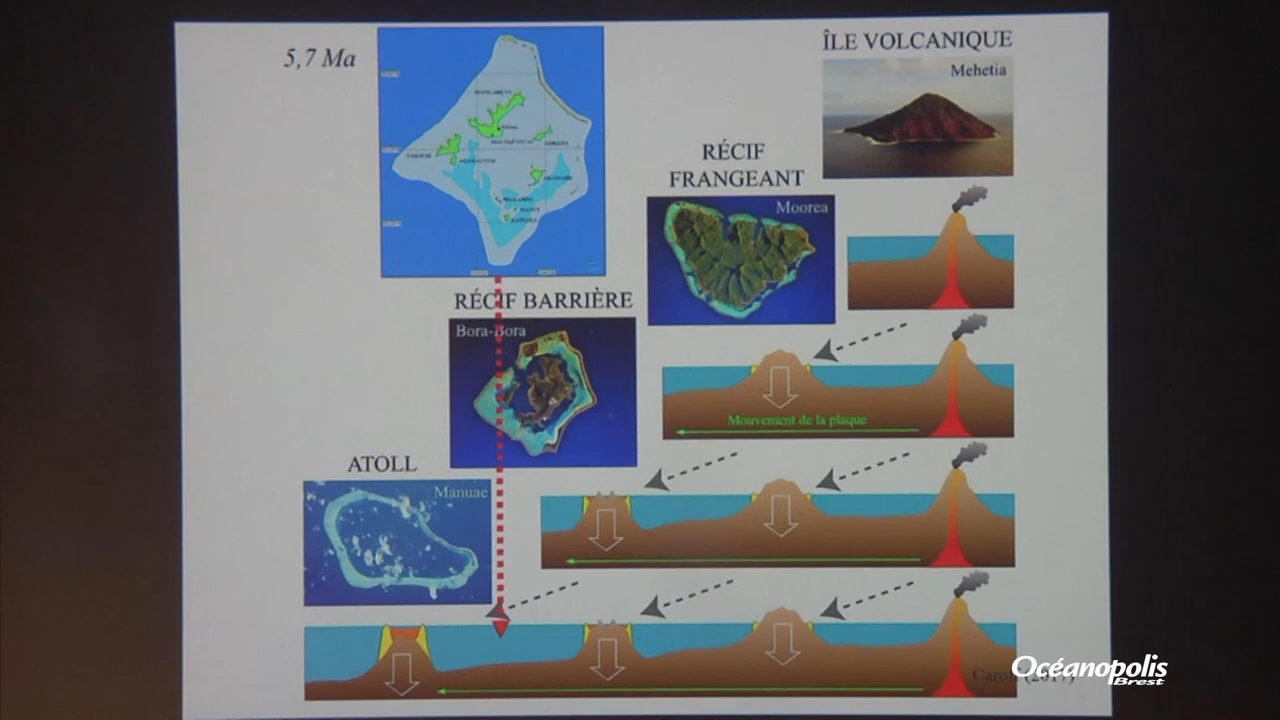 5,7 Ma
ÎLE VOLCANIQUE
Mehetia
RÉCIF
FRANGEANT
Moorea
RÉCIF BARRIÈRE
Bora-Bora
Mouvement de la plaque
ATOLL
Manuae
Océanopolis
Brest